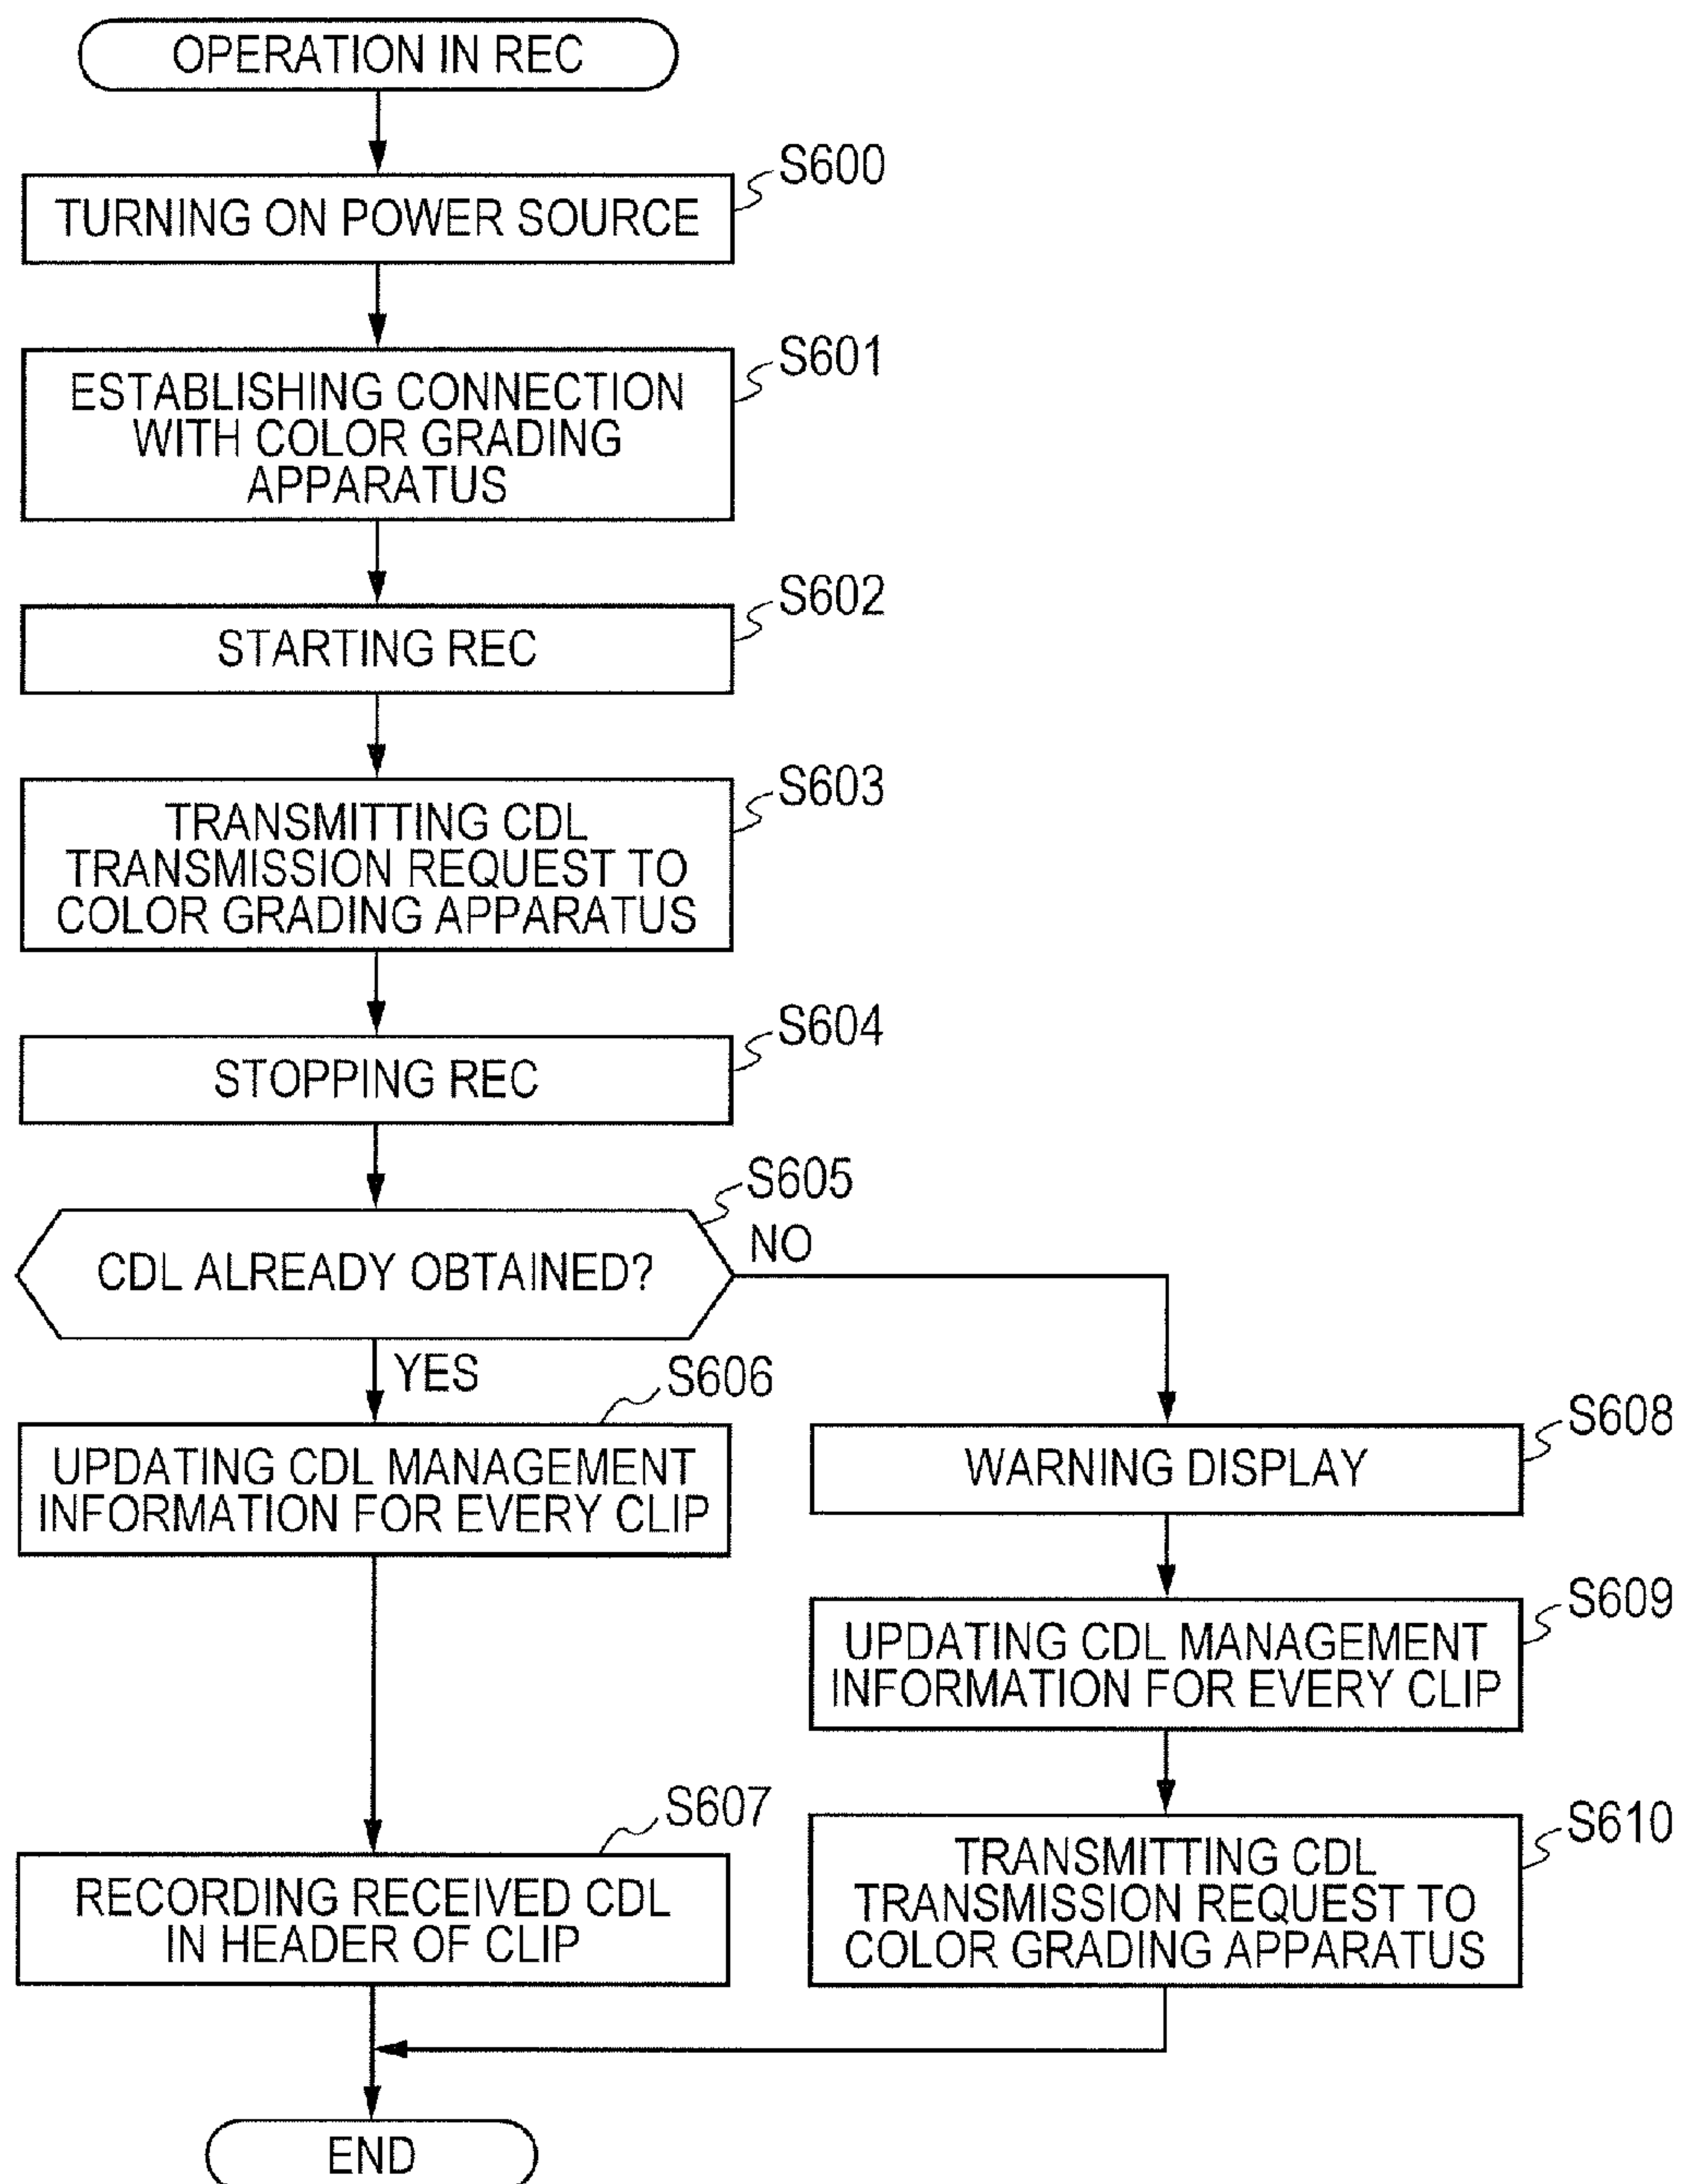 OPERATION IN REC
S600
TURNING ON POWER SOURCE
S601
ESTABLISHING CONNECTION
WITH COLOR GRADING
APPARATUS
S602
STARTING REC
S603
TRANSMITTING CDL
TRANSMISSION REQUEST TO
COLOR GRADING APPARATUS
S604
STOPPING REC
S605
CDL ALREADY OBTAINED?
NO
YES
S606
UPDATING CDL MANAGEMENT
INFORMATION FOR EVERY CLIP
S607
RECORDING RECEIVED CDL
IN HEADER OF CLIP
S608
WARNING DISPLAY
S609
UPDATING CDL MANAGEMENT
INFORMATION FOR EVERY CLIP
S610
TRANSMITTING CDL
TRANSMISSION REQUEST TO
COLOR GRADING APPARATUS
END